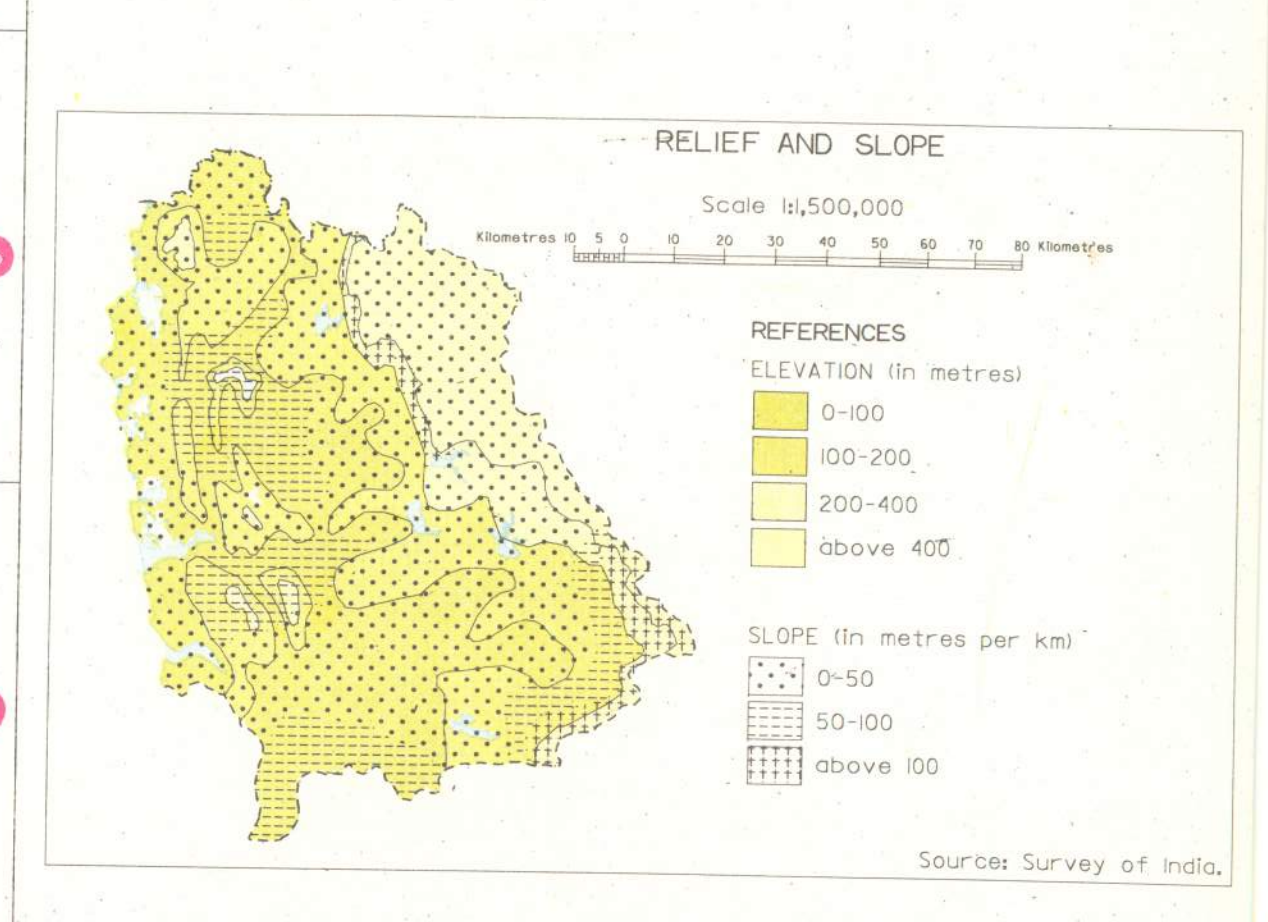 RELIEF AND SLOPE
Scale 1:1,500,000
Kilometres 10 5 0 10 20 30 40 50 60 70 80 Kilometres
REFERENCES
ELEVATION (in metres)
0-100
100-200
200-400
above 400
SLOPE (in metres per km)
0-50
50-100
above 100
Source: Survey of India.